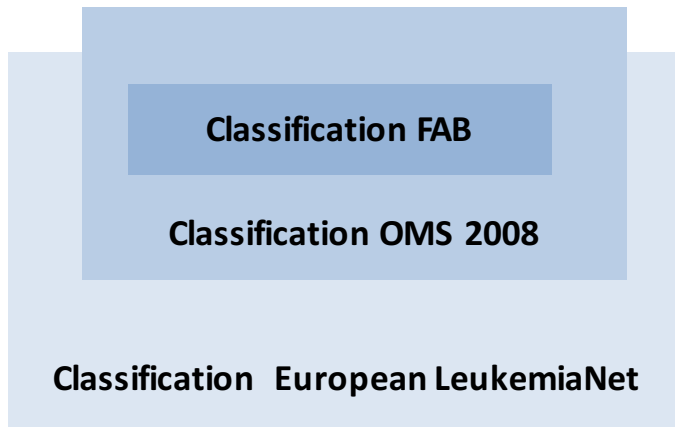 Classification FAB
Classification OMS 2008
Classification European LeukemiaNet